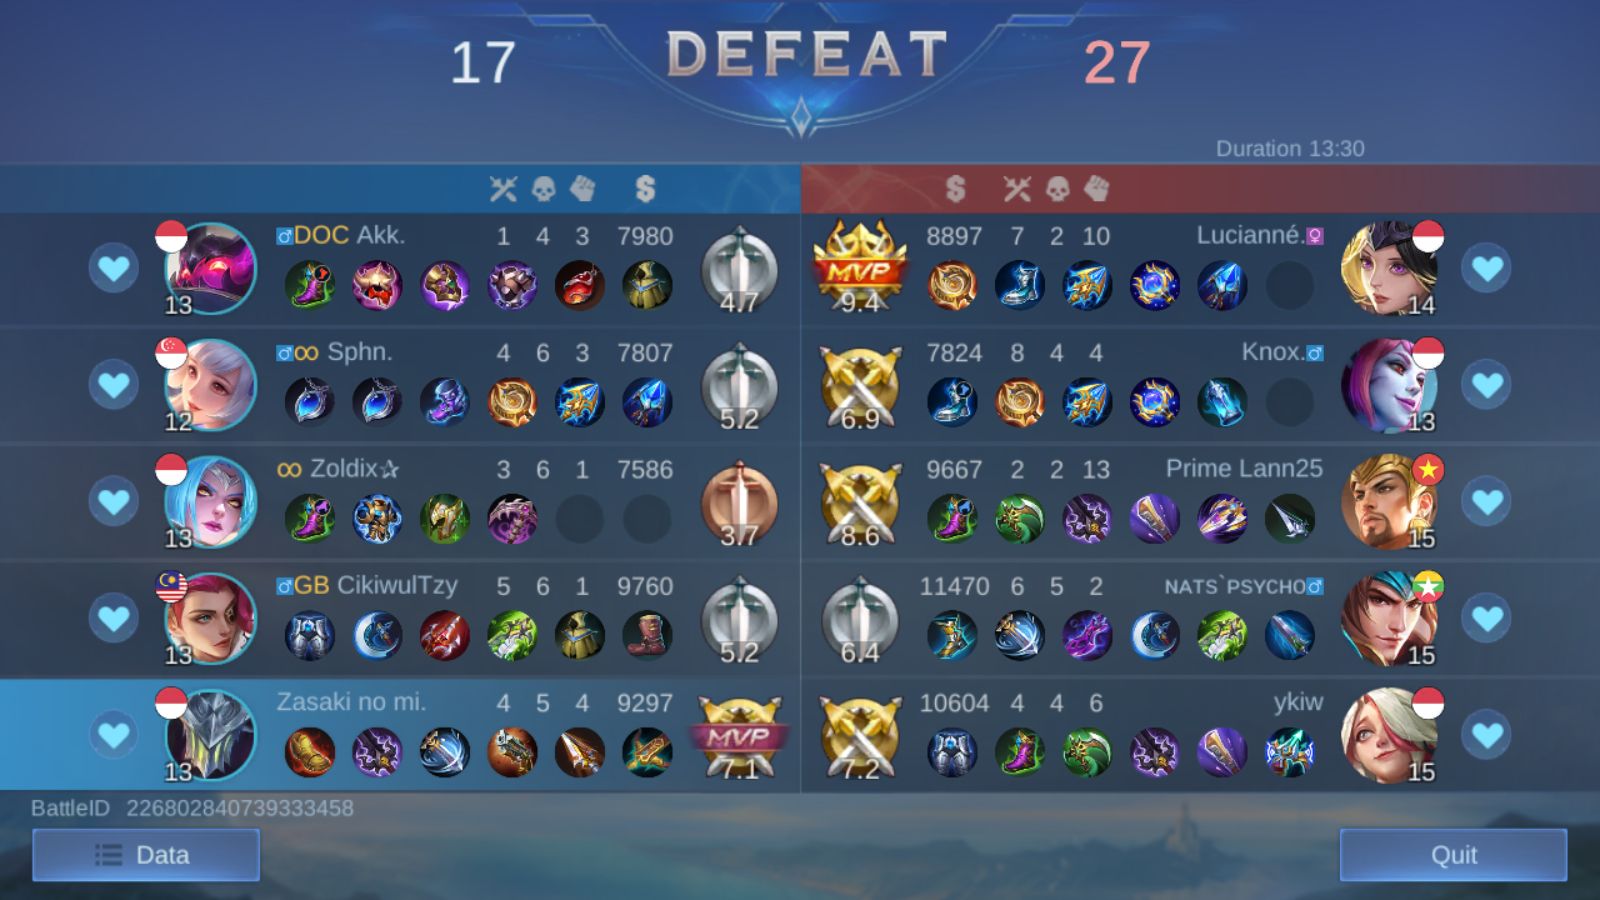 17 DEFEAT 27
Duration 13:30
DOC Akk. 1 4 3 7980
13 4.7
MVP 9.4 8897 7 2 10 Lucianné.
14
∞ Sphn. 4 6 3 7807
12 5.2
6.9 7824 8 4 4 Knox.
13
∞ Zoldix✰ 3 6 1 7586
13 3.7
8.6 9667 2 2 13 Prime Lann25
15
GB CikiwulTzy 5 6 1 9760
13 5.2
6.4 11470 6 5 2 NATS`PSYCHO
15
Zasaki no mi. 4 5 4 9297
13 MVP 7.1
7.2 10604 4 4 6 ykiw
15
BattleID 226802840739333458
Data
Quit